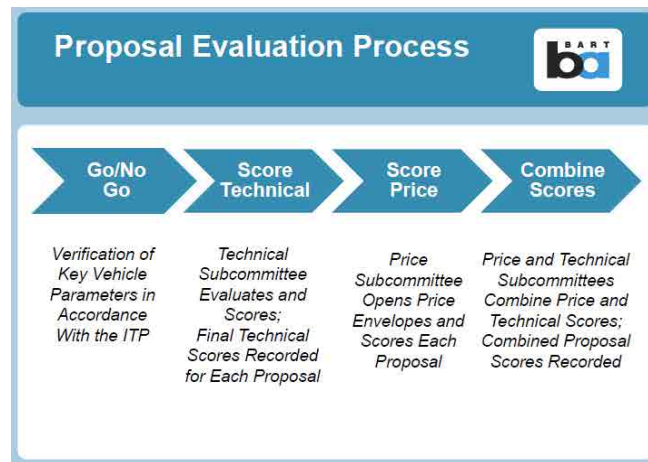 Proposal Evaluation Process
BART
ba
Go/No
Go
Score
Technical
Score
Price
Combine
Scores
Verification of
Key Vehicle
Parameters in
Accordance
With the ITP
Technical
Subcommittee
Evaluates and
Scores;
Final Technical
Scores Recorded
for Each Proposal
Price
Subcommittee
Opens Price
Envelopes and
Scores Each
Proposal
Price and Technical
Subcommittees
Combine Price and
Technical Scores;
Combined Proposal
Scores Recorded